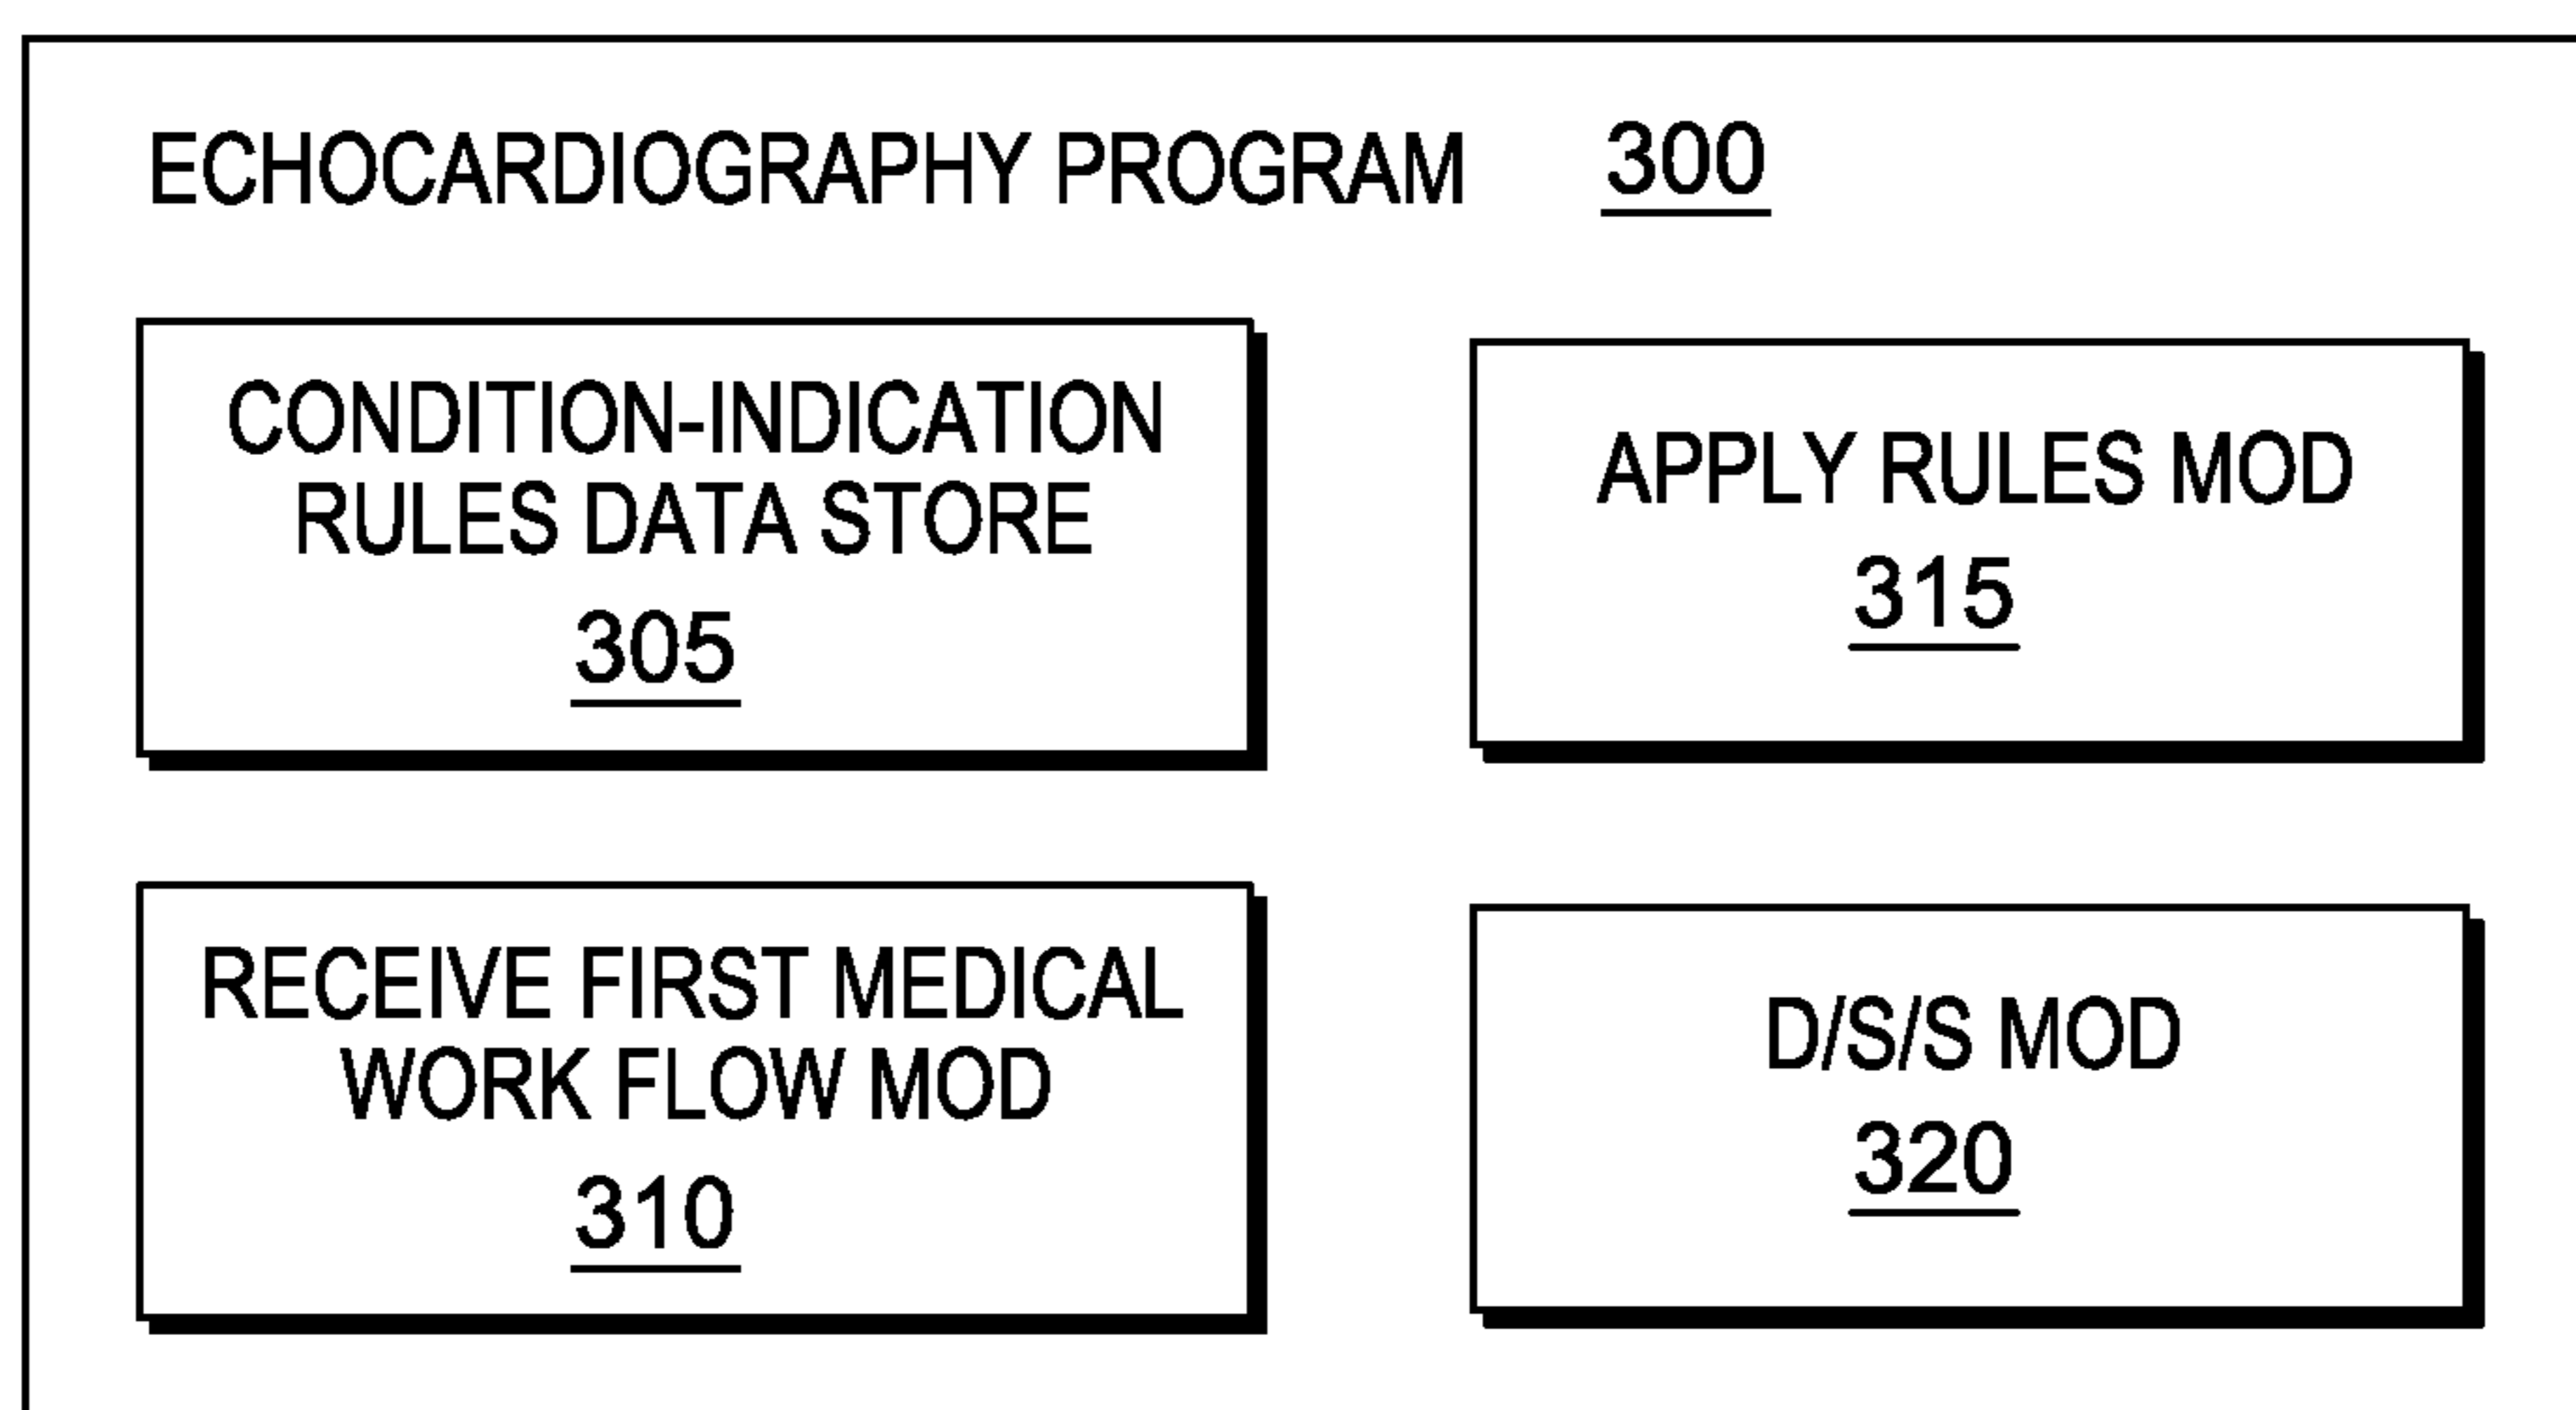 ECHOCARDIOGRAPHY PROGRAM 300
CONDITION-INDICATION
RULES DATA STORE
305
APPLY RULES MOD
315
RECEIVE FIRST MEDICAL
WORK FLOW MOD
310
D/S/S MOD
320